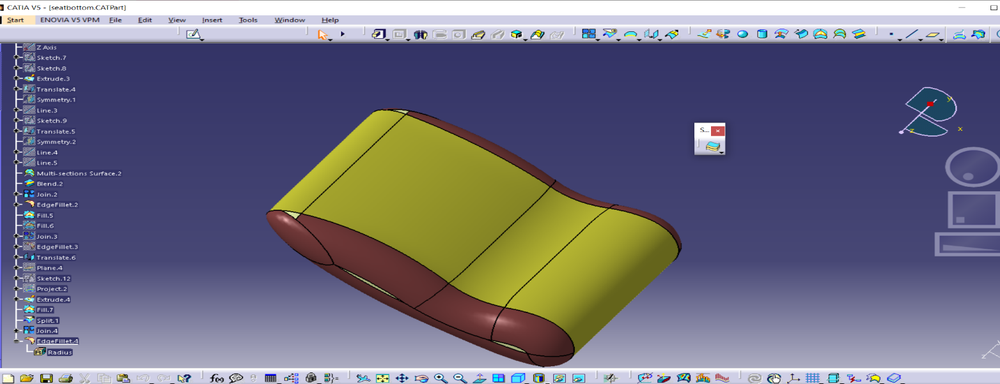 CATIA V5 - [seatbottom.CATPart]
Start ENOVIA V5 VPM File Edit View Insert Tools Window Help
Z Axis
Sketch.7
Sketch.8
Extrude.3
Translate.4
Symmetry.1
Line.3
Sketch.9
Translate.5
Symmetry.2
Line.4
Line.5
Multi-sections Surface.2
Blend.2
Join.2
EdgeFillet.2
Fill.5
Fill.6
Join.3
EdgeFillet.3
Translate.6
Plane.4
Sketch.12
Project.2
Extrude.4
Fill.7
Split.1
Join.4
EdgeFillet.4
Radius
S...
y
x
z
z
f(x)